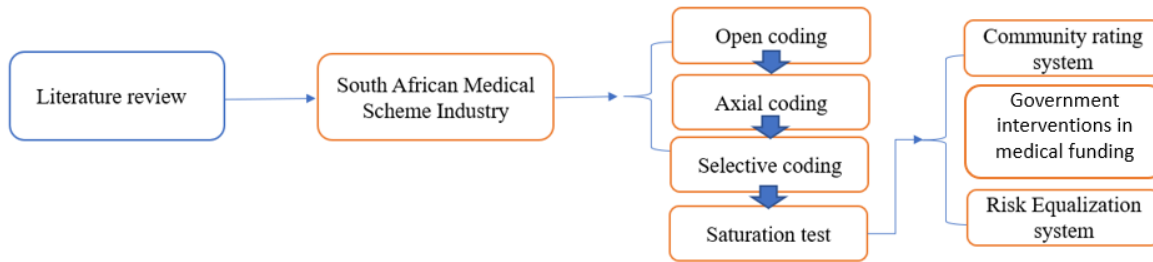 Literature review
South African Medical
Scheme Industry
Open coding
Axial coding
Selective coding
Saturation test
Community rating
system
Government
interventions in
medical funding
Risk Equalization
system